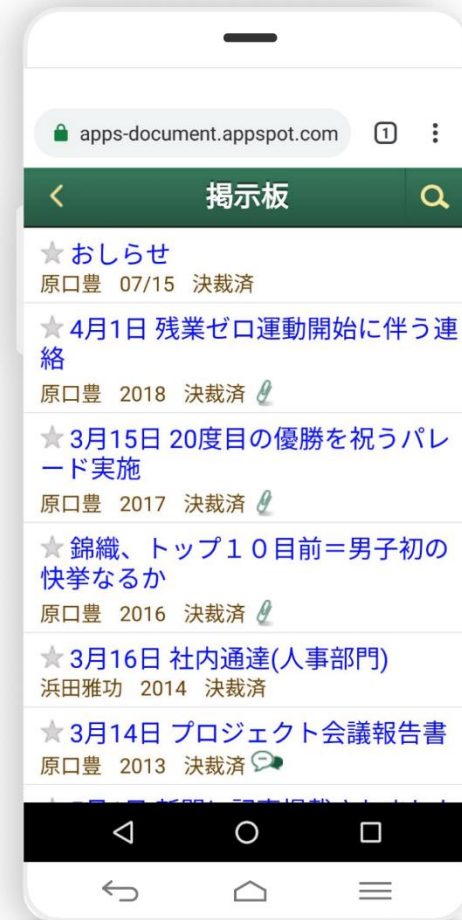 apps-document.appspot.com 1
掲示板
おしらせ
原口豊 07/15 決裁済
4月1日 残業ゼロ運動開始に伴う連
絡
原口豊 2018 決裁済
3月15日 20度目の優勝を祝うパレ
ード実施
原口豊 2017 決裁済
錦織、トップ１０目前＝男子初の
快挙なるか
原口豊 2016 決裁済
3月16日 社内通達(人事部門)
浜田雅功 2014 決裁済
3月14日 プロジェクト会議報告書
原口豊 2013 決裁済